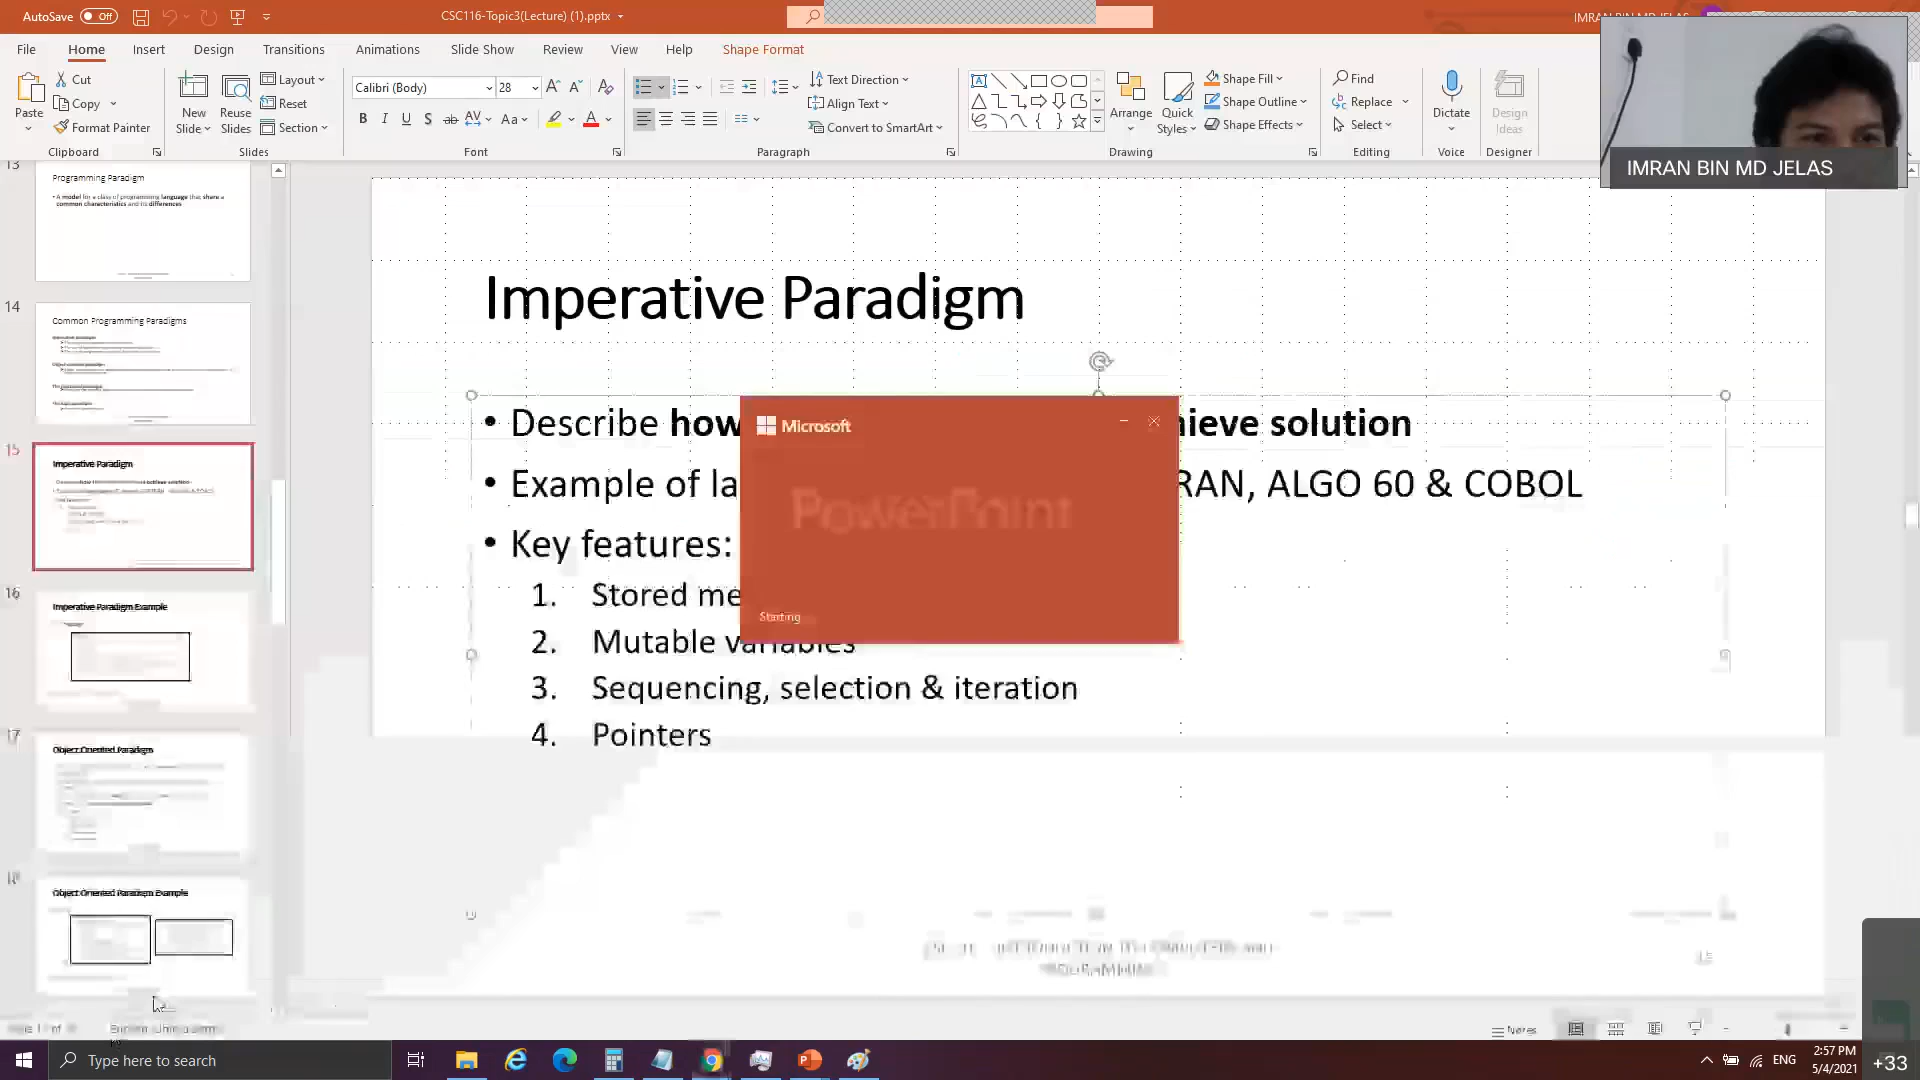 AutoSave Off
CSC116-Topic3(Lecture) (1).pptx
IMRAN BIN MD JELAS
File Home Insert Design Transitions Animations Slide Show Review View Help Shape Format
Paste
Cut
Copy
Format Painter
Clipboard
New Slide
Reuse Slides
Layout
Reset
Section
Slides
Calibri (Body) 28
Font
Text Direction
Align Text
Convert to SmartArt
Paragraph
Arrange
Quick Styles
Shape Fill
Shape Outline
Shape Effects
Drawing
Find
Replace
Select
Editing
Dictate
Voice
Design Ideas
Designer
IMRAN BIN MD JELAS
13
Programming Paradigm
• A model for a class of programming language that share a
common characteristics and its differences
14
Common Programming Paradigms
15
Imperative Paradigm
16
Imperative Paradigm Example
17
Object Oriented Paradigm
18
Object Oriented Paradigm Example
Imperative Paradigm
• Describe how
hieve solution
• Example of la
RAN, ALGO 60 & COBOL
• Key features:
1. Stored me
2. Mutable variables
3. Sequencing, selection & iteration
4. Pointers
Microsoft
PowerPoint
Starting
Notes
Type here to search
ENG
2:57 PM
5/4/2021
+33